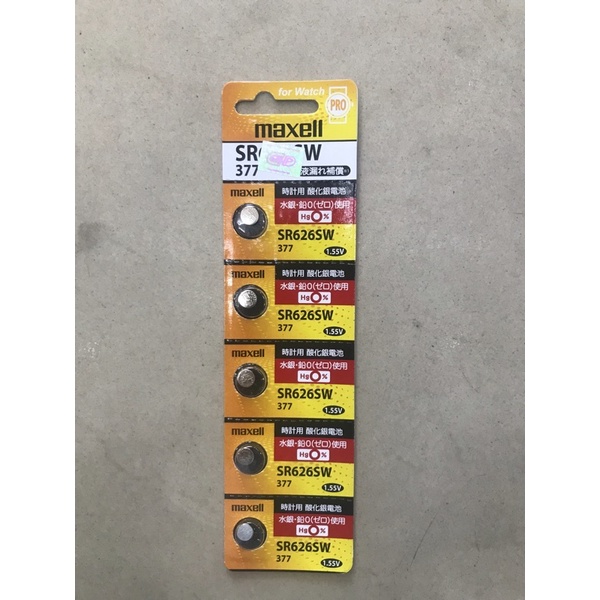 for Watch
PRO
maxell
SW
377
液漏れ補償
maxell
時計用 酸化銀電池
水銀・鉛0(ゼロ)使用
Hg0%
SR626SW
377
1.55V
maxell
時計用 酸化銀電池
水銀・鉛0(ゼロ)使用
Hg0%
SR626SW
377
1.55V
maxell
時計用 酸化銀電池
水銀・鉛0(ゼロ)使用
Hg0%
SR626SW
377
1.55V
maxell
時計用 酸化銀電池
水銀・鉛0(ゼロ)使用
Hg0%
SR626SW
377
1.55V
maxell
時計用 酸化銀電池
水銀・鉛0(ゼロ)使用
Hg0%
SR626SW
377
1.55V